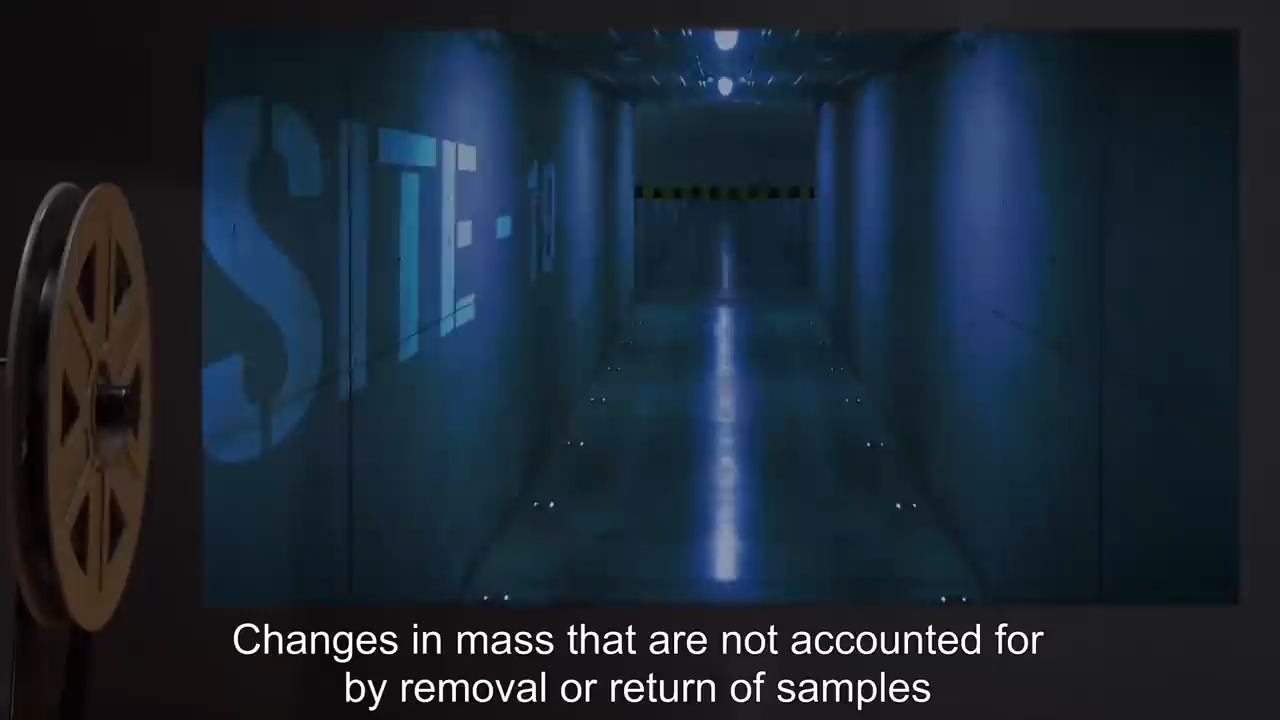 SITE-
Changes in mass that are not accounted for
by removal or return of samples